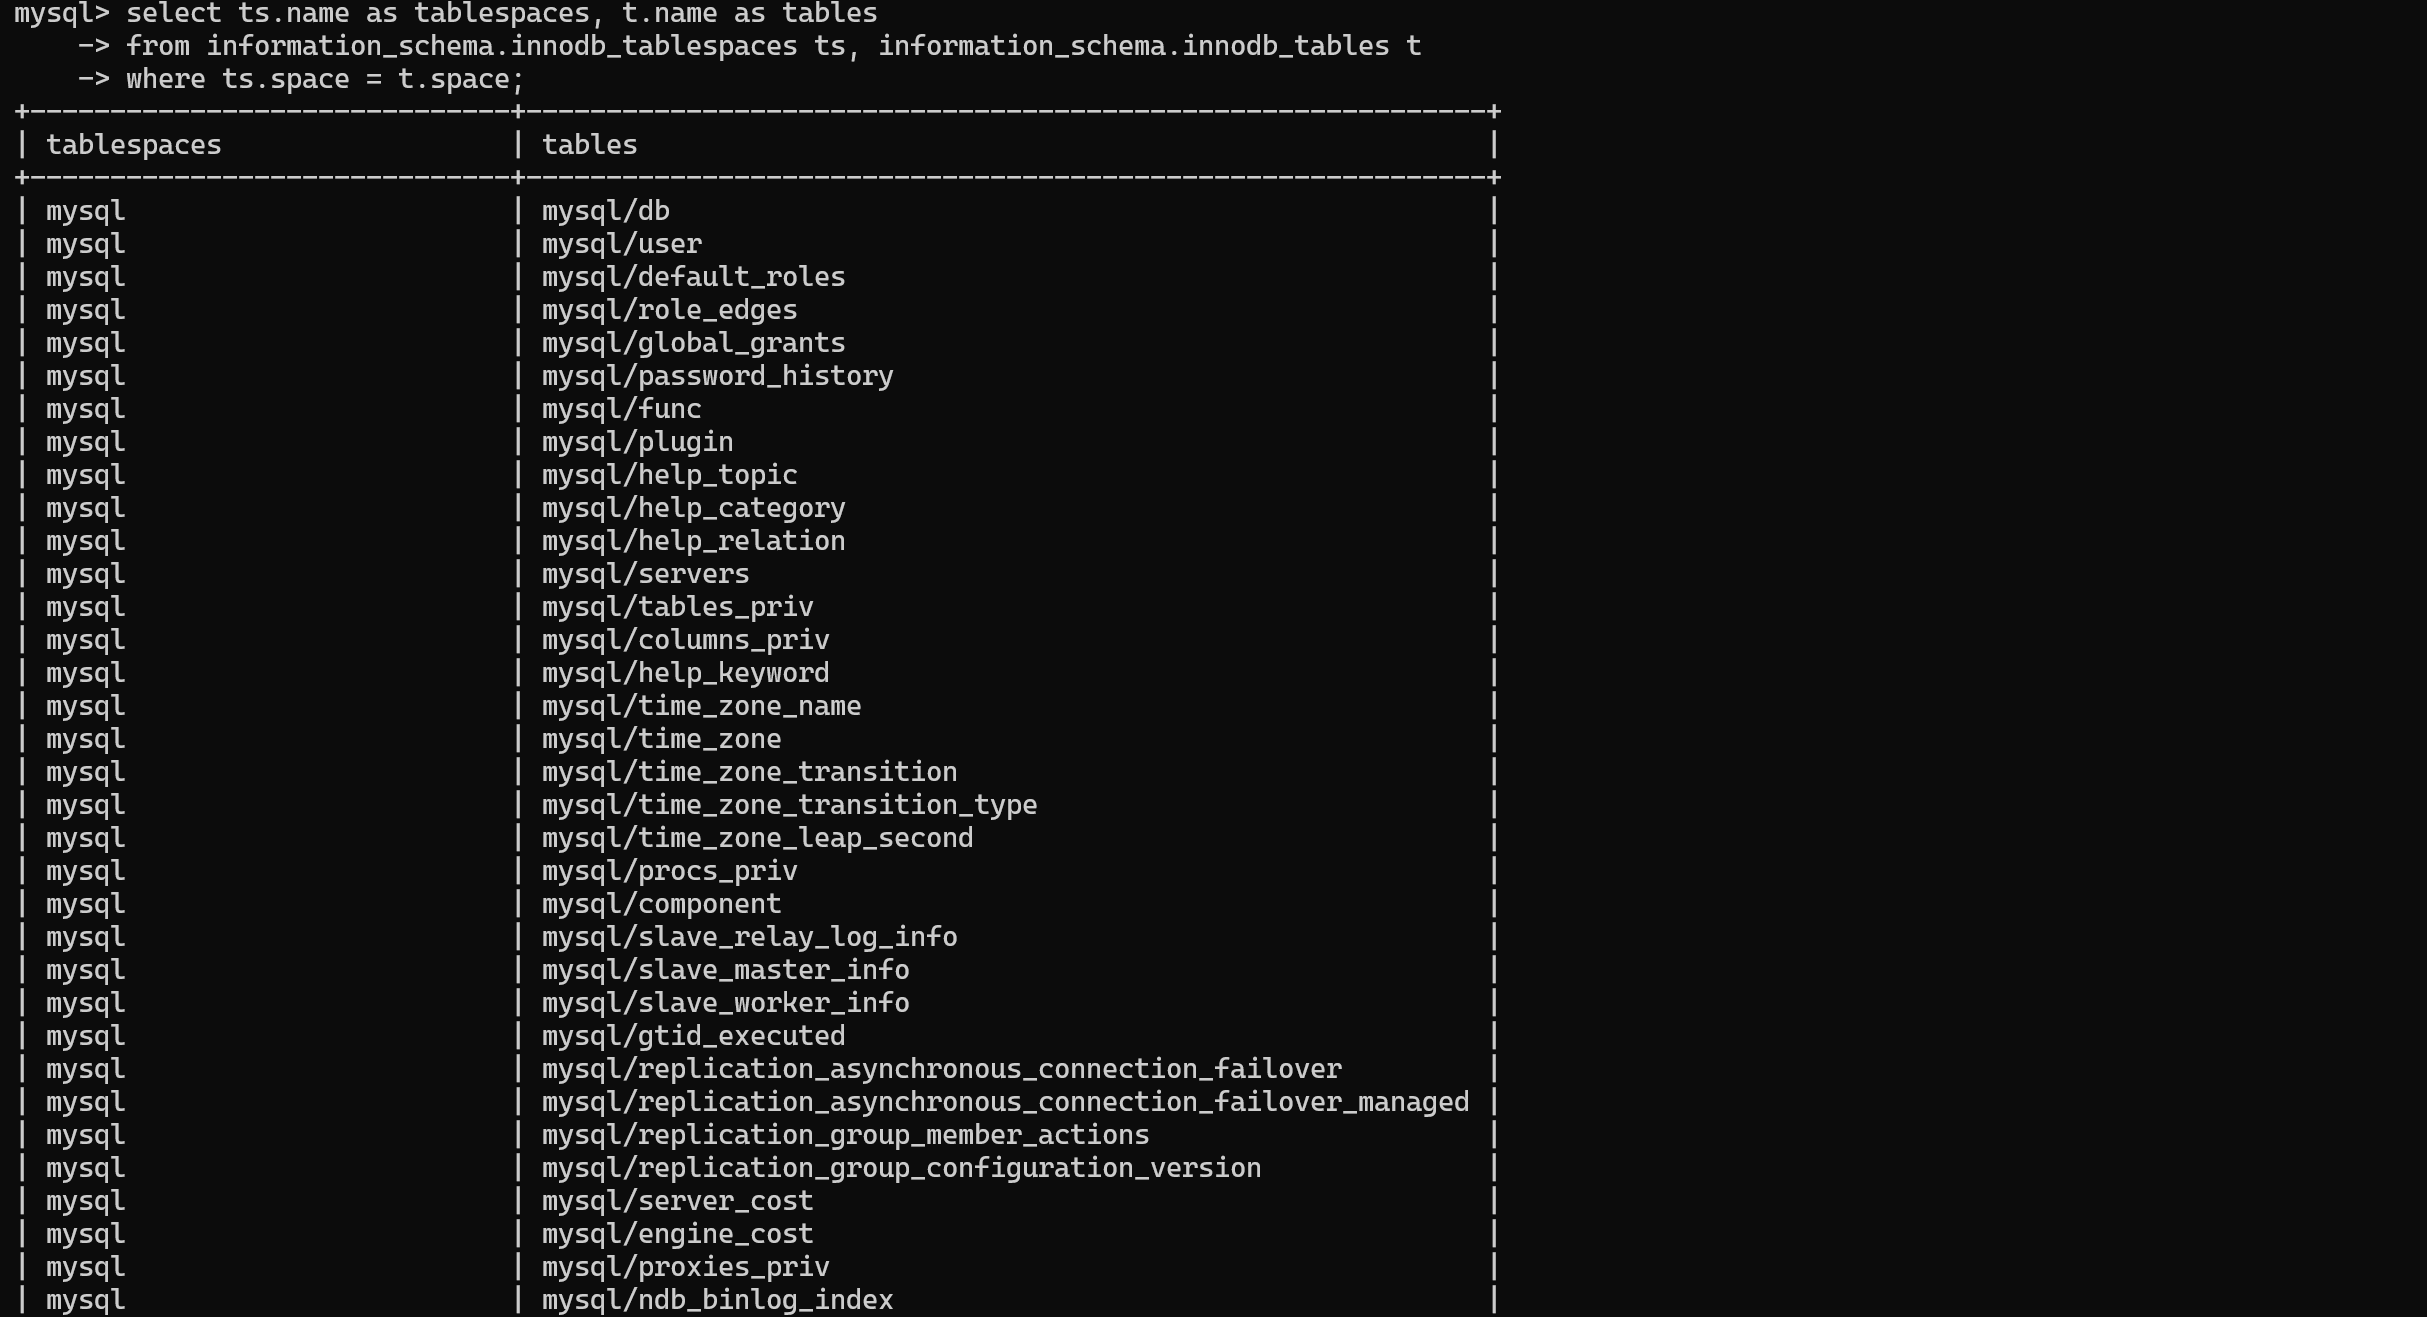 mysql> select ts.name as tablespaces, t.name as tables
    -> from information_schema.innodb_tablespaces ts, information_schema.innodb_tables t
    -> where ts.space = t.space;
+------------------------------+------------------------------------------------------------+
| tablespaces                  | tables                                                     |
+------------------------------+------------------------------------------------------------+
| mysql                        | mysql/db                                                   |
| mysql                        | mysql/user                                                 |
| mysql                        | mysql/default_roles                                        |
| mysql                        | mysql/role_edges                                           |
| mysql                        | mysql/global_grants                                        |
| mysql                        | mysql/password_history                                     |
| mysql                        | mysql/func                                                 |
| mysql                        | mysql/plugin                                               |
| mysql                        | mysql/help_topic                                           |
| mysql                        | mysql/help_category                                        |
| mysql                        | mysql/help_relation                                        |
| mysql                        | mysql/servers                                              |
| mysql                        | mysql/tables_priv                                          |
| mysql                        | mysql/columns_priv                                         |
| mysql                        | mysql/help_keyword                                         |
| mysql                        | mysql/time_zone_name                                       |
| mysql                        | mysql/time_zone                                            |
| mysql                        | mysql/time_zone_transition                                 |
| mysql                        | mysql/time_zone_transition_type                            |
| mysql                        | mysql/time_zone_leap_second                                |
| mysql                        | mysql/procs_priv                                           |
| mysql                        | mysql/component                                            |
| mysql                        | mysql/slave_relay_log_info                                 |
| mysql                        | mysql/slave_master_info                                    |
| mysql                        | mysql/slave_worker_info                                    |
| mysql                        | mysql/gtid_executed                                        |
| mysql                        | mysql/replication_asynchronous_connection_failover         |
| mysql                        | mysql/replication_asynchronous_connection_failover_managed |
| mysql                        | mysql/replication_group_member_actions                     |
| mysql                        | mysql/replication_group_configuration_version              |
| mysql                        | mysql/server_cost                                          |
| mysql                        | mysql/engine_cost                                          |
| mysql                        | mysql/proxies_priv                                         |
| mysql                        | mysql/ndb_binlog_index                                     |